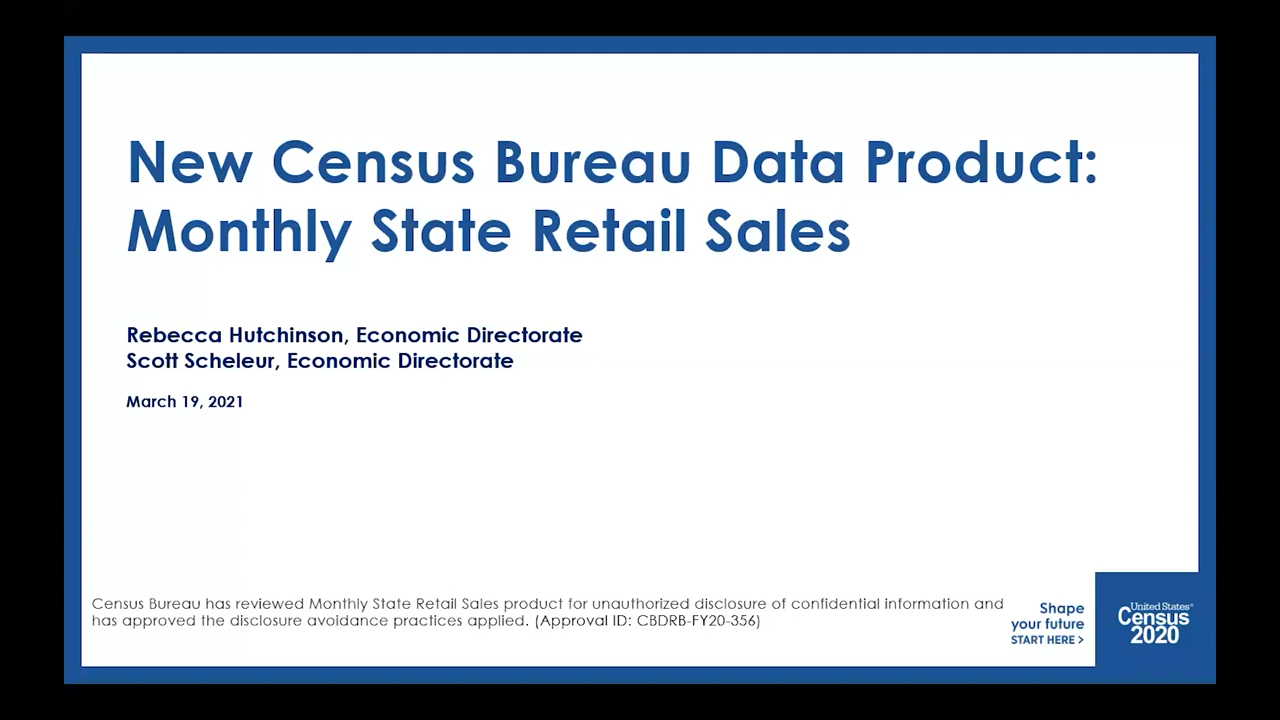 New Census Bureau Data Product:
Monthly State Retail Sales
Rebecca Hutchinson, Economic Directorate
Scott Scheleur, Economic Directorate
March 19, 2021
Census Bureau has reviewed Monthly State Retail Sales product for unauthorized disclosure of confidential information and
has approved the disclosure avoidance practices applied. (Approval ID: CBDRB-FY20-356)
Shape
your future
START HERE >
United States®
Census
2020